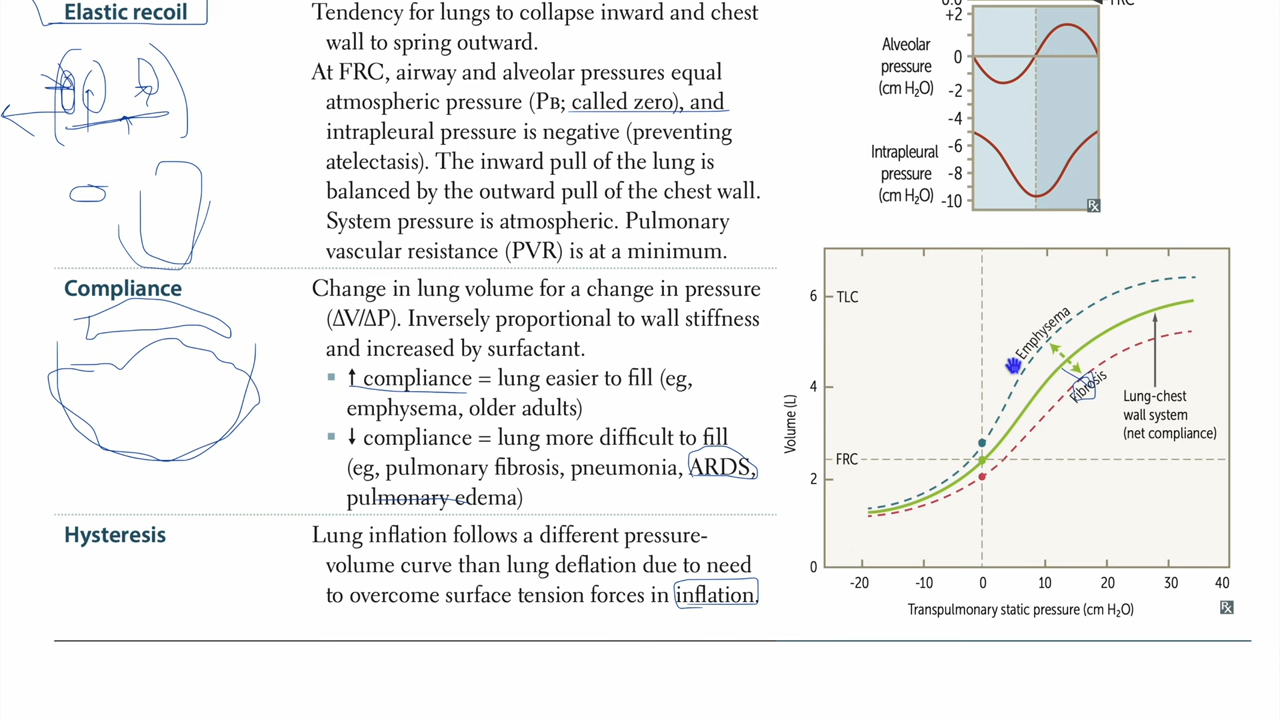 Elastic recoil
Tendency for lungs to collapse inward and chest
wall to spring outward.
At FRC, airway and alveolar pressures equal
atmospheric pressure (PB; called zero), and
intrapleural pressure is negative (preventing
atelectasis). The inward pull of the lung is
balanced by the outward pull of the chest wall.
System pressure is atmospheric. Pulmonary
vascular resistance (PVR) is at a minimum.
Compliance
Change in lung volume for a change in pressure
(ΔV/ΔP). Inversely proportional to wall stiffness
and increased by surfactant.
↑ compliance = lung easier to fill (eg,
emphysema, older adults)
↓ compliance = lung more difficult to fill
(eg, pulmonary fibrosis, pneumonia, ARDS,
pulmonary edema)
Hysteresis
Lung inflation follows a different pressure-
volume curve than lung deflation due to need
to overcome surface tension forces in inflation.
0.0
FRC
+2
Alveolar
pressure
(cm H₂O)
0
-2
-4
Intrapleural
pressure
(cm H₂O)
-6
-8
-10
Rx
6
TLC
Emphysema
4
Fibrosis
Lung-chest
wall system
(net compliance)
Volume (L)
FRC
2
0
-20 -10 0 10 20 30 40
Transpulmonary static pressure (cm H₂O)
Rx